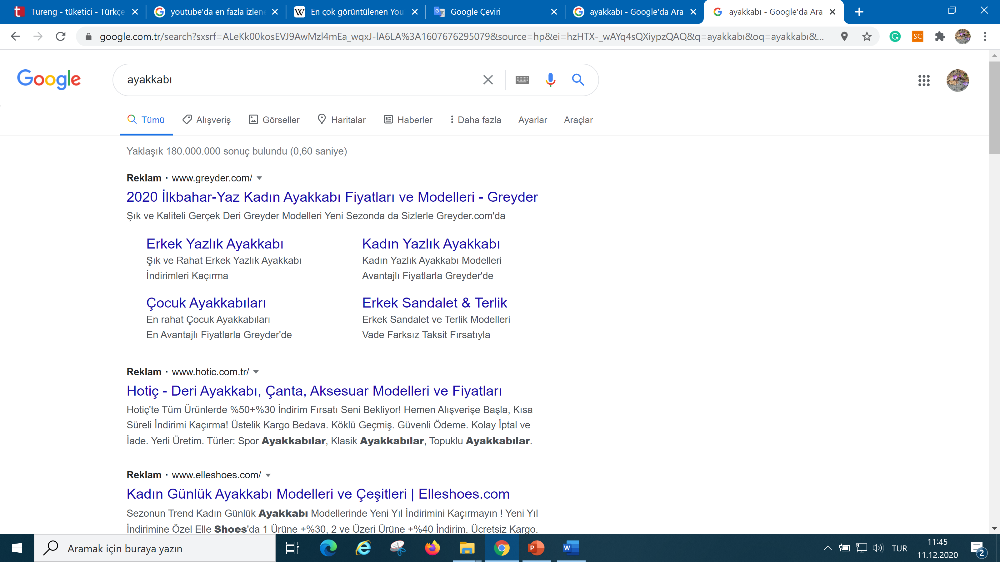 Tureng - tüketici - Türkçe
youtube'da en fazla izlene
En çok görüntülenen You
Google Çeviri
ayakkabı - Google'da Ara
ayakkabı - Google'da Ara
google.com.tr/search?sxsrf=ALeKk00kosEVJ9AwMzl4mEa_wqxJ-lA6LA%3A1607676295079&source=hp&ei=hzHTX-_wAYq4sQXiypzQAQ&q=ayakkabı&oq=ayakkabı&...
SC
Google
ayakkabı
Tümü Alışveriş Görseller Haritalar Haberler Daha fazla Ayarlar Araçlar
Yaklaşık 180.000.000 sonuç bulundu (0,60 saniye)
Reklam · www.greyder.com/
2020 İlkbahar-Yaz Kadın Ayakkabı Fiyatları ve Modelleri - Greyder
Şık ve Kaliteli Gerçek Deri Greyder Modelleri Yeni Sezonda da Sizlerle Greyder.com'da
Erkek Yazlık Ayakkabı
Şık ve Rahat Erkek Yazlık Ayakkabı
İndirimleri Kaçırma
Kadın Yazlık Ayakkabı
Kadın Yazlık Ayakkabı Modelleri
Avantajlı Fiyatlarla Greyder'de
Çocuk Ayakkabıları
En rahat Çocuk Ayakkabıları
En Avantajlı Fiyatlarla Greyder'de
Erkek Sandalet & Terlik
Erkek Sandalet ve Terlik Modelleri
Vade Farksız Taksit Fırsatıyla
Reklam · www.hotic.com.tr/
Hotiç - Deri Ayakkabı, Çanta, Aksesuar Modelleri ve Fiyatları
Hotiç'te Tüm Ürünlerde %50+%30 İndirim Fırsatı Seni Bekliyor! Hemen Alışverişe Başla, Kısa
Süreli İndirimi Kaçırma! Üstelik Kargo Bedava. Köklü Geçmiş. Güvenli Ödeme. Kolay İptal ve
İade. Yerli Üretim. Türler: Spor Ayakkabılar, Klasik Ayakkabılar, Topuklu Ayakkabılar.
Reklam · www.elleshoes.com/
Kadın Günlük Ayakkabı Modelleri ve Çeşitleri | Elleshoes.com
Sezonun Trend Kadın Günlük Ayakkabı Modellerinde Yeni Yıl İndirimini Kaçırmayın ! Yeni Yıl
İndirimine Özel Elle Shoes'da 1 Ürüne +%30, 2 ve Üzeri Ürüne +%40 İndirim. Ücretsiz Kargo.
Aramak için buraya yazın
TUR
11:45
11.12.2020
2